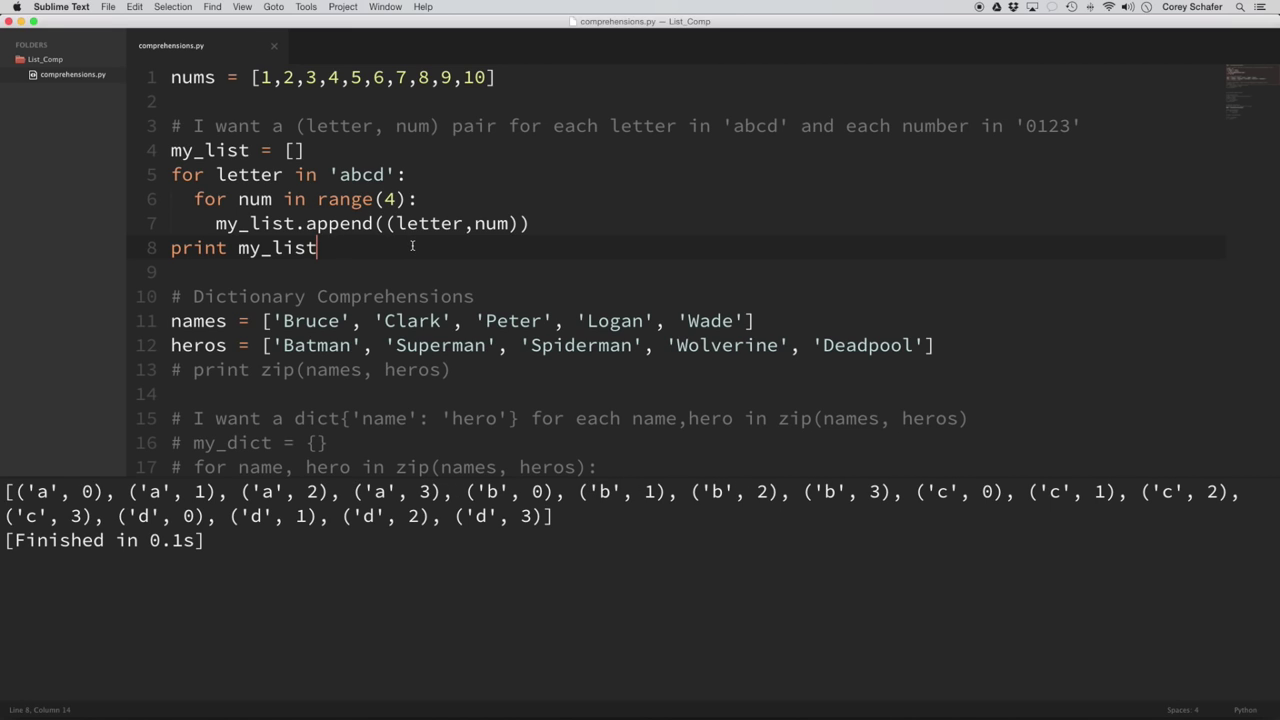 Sublime Text File Edit Selection Find View Goto Tools Project Window Help Corey Schafer
comprehensions.py — List_Comp
FOLDERS
List_Comp
comprehensions.py
comprehensions.py
1 nums = [1,2,3,4,5,6,7,8,9,10]
2
3 # I want a (letter, num) pair for each letter in 'abcd' and each number in '0123'
4 my_list = []
5 for letter in 'abcd':
6 for num in range(4):
7 my_list.append((letter,num))
8 print my_list
9
10 # Dictionary Comprehensions
11 names = ['Bruce', 'Clark', 'Peter', 'Logan', 'Wade']
12 heros = ['Batman', 'Superman', 'Spiderman', 'Wolverine', 'Deadpool']
13 # print zip(names, heros)
14
15 # I want a dict{'name': 'hero'} for each name,hero in zip(names, heros)
16 # my_dict = {}
17 # for name, hero in zip(names, heros):
[('a', 0), ('a', 1), ('a', 2), ('a', 3), ('b', 0), ('b', 1), ('b', 2), ('b', 3), ('c', 0), ('c', 1), ('c', 2),
('c', 3), ('d', 0), ('d', 1), ('d', 2), ('d', 3)]
[Finished in 0.1s]
Line 8, Column 14 Spaces: 4 Python